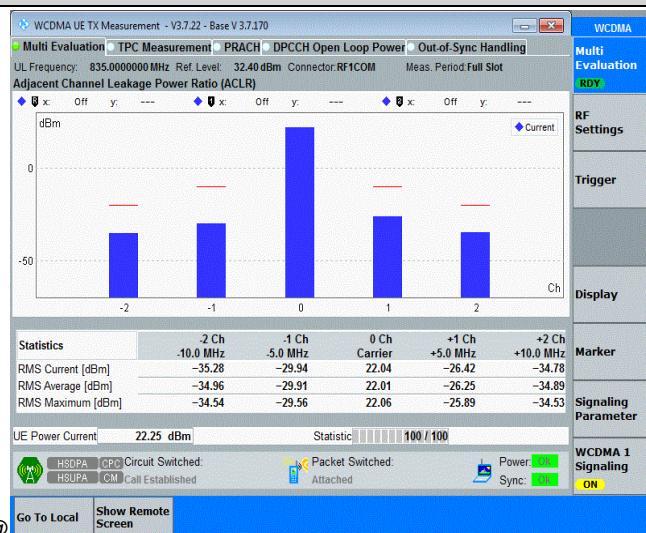 WCDMA UE TX Measurement - V3.7.22 - Base V 3.7.170
WCDMA
Multi Evaluation TPC Measurement PRACH DPCCH Open Loop Power Out-of-Sync Handling
UL Frequency: 835.0000000 MHz Ref. Level: 32.40 dBm Connector:RF1COM Meas. Period:Full Slot
Adjacent Channel Leakage Power Ratio (ACLR)
x: Off y: --- x: Off y: --- x: Off y: ---
dBm
Current
0
-50
Ch
-2 -1 0 1 2
Statistics -2 Ch -1 Ch 0 Ch +1 Ch +2 Ch
-10.0 MHz -5.0 MHz Carrier +5.0 MHz +10.0 MHz
RMS Current [dBm] -35.28 -29.94 22.04 -26.42 -34.78
RMS Average [dBm] -34.96 -29.91 22.01 -26.25 -34.89
RMS Maximum [dBm] -34.54 -29.56 22.06 -25.89 -34.53
UE Power Current 22.25 dBm Statistic 100 / 100
HSDPA CPC Circuit Switched: Packet Switched: Power: Ok
HSUPA CM Call Established Attached Sync: Ok
Multi
Evaluation
RDY
RF
Settings
Trigger
Display
Marker
Signaling
Parameter
WCDMA 1
Signaling
ON
Go To Local
Show Remote
Screen